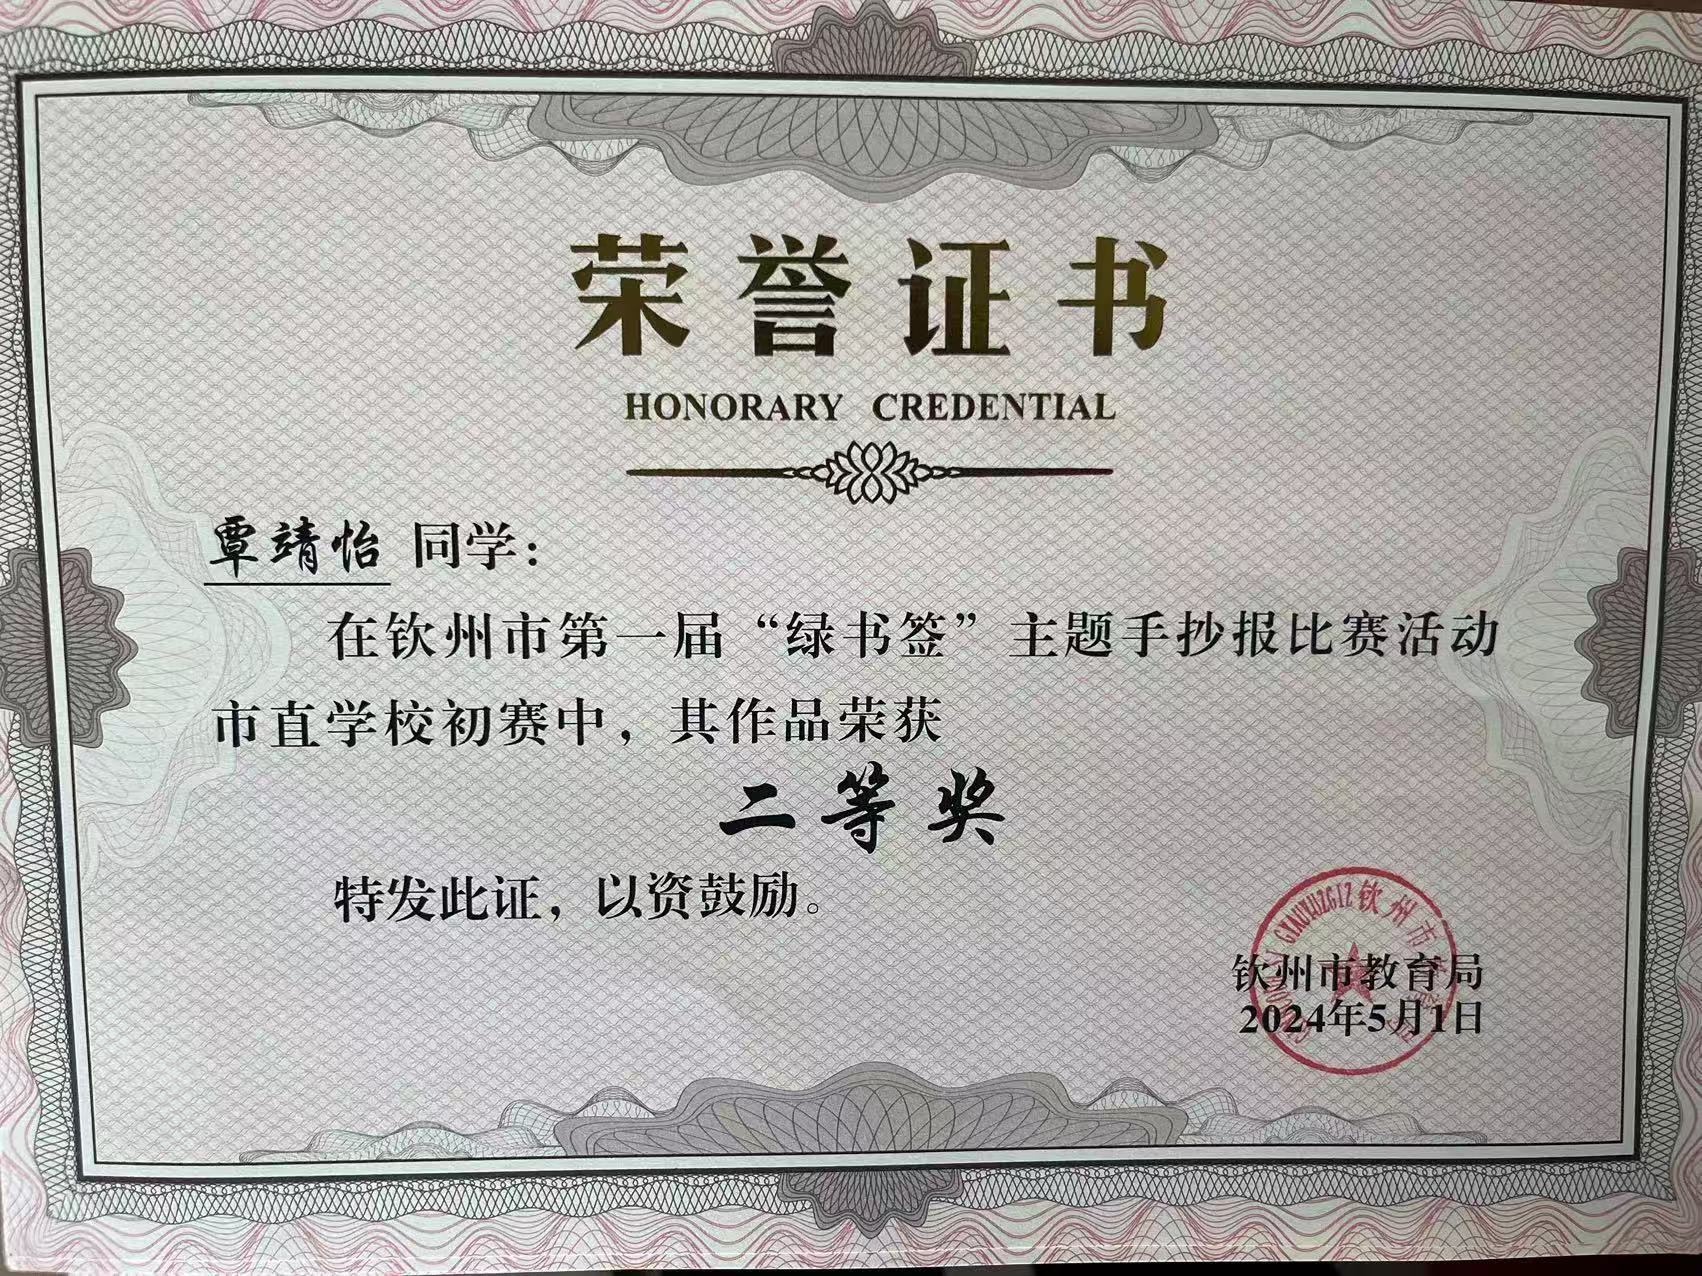 荣誉证书
HONORARY CREDENTIAL
覃靖怡 同学：
在钦州市第一届“绿书签”主题手抄报比赛活动
市直学校初赛中，其作品荣获
二等奖
特发此证，以资鼓励。
钦州市教育局
2024年5月1日
钦州市